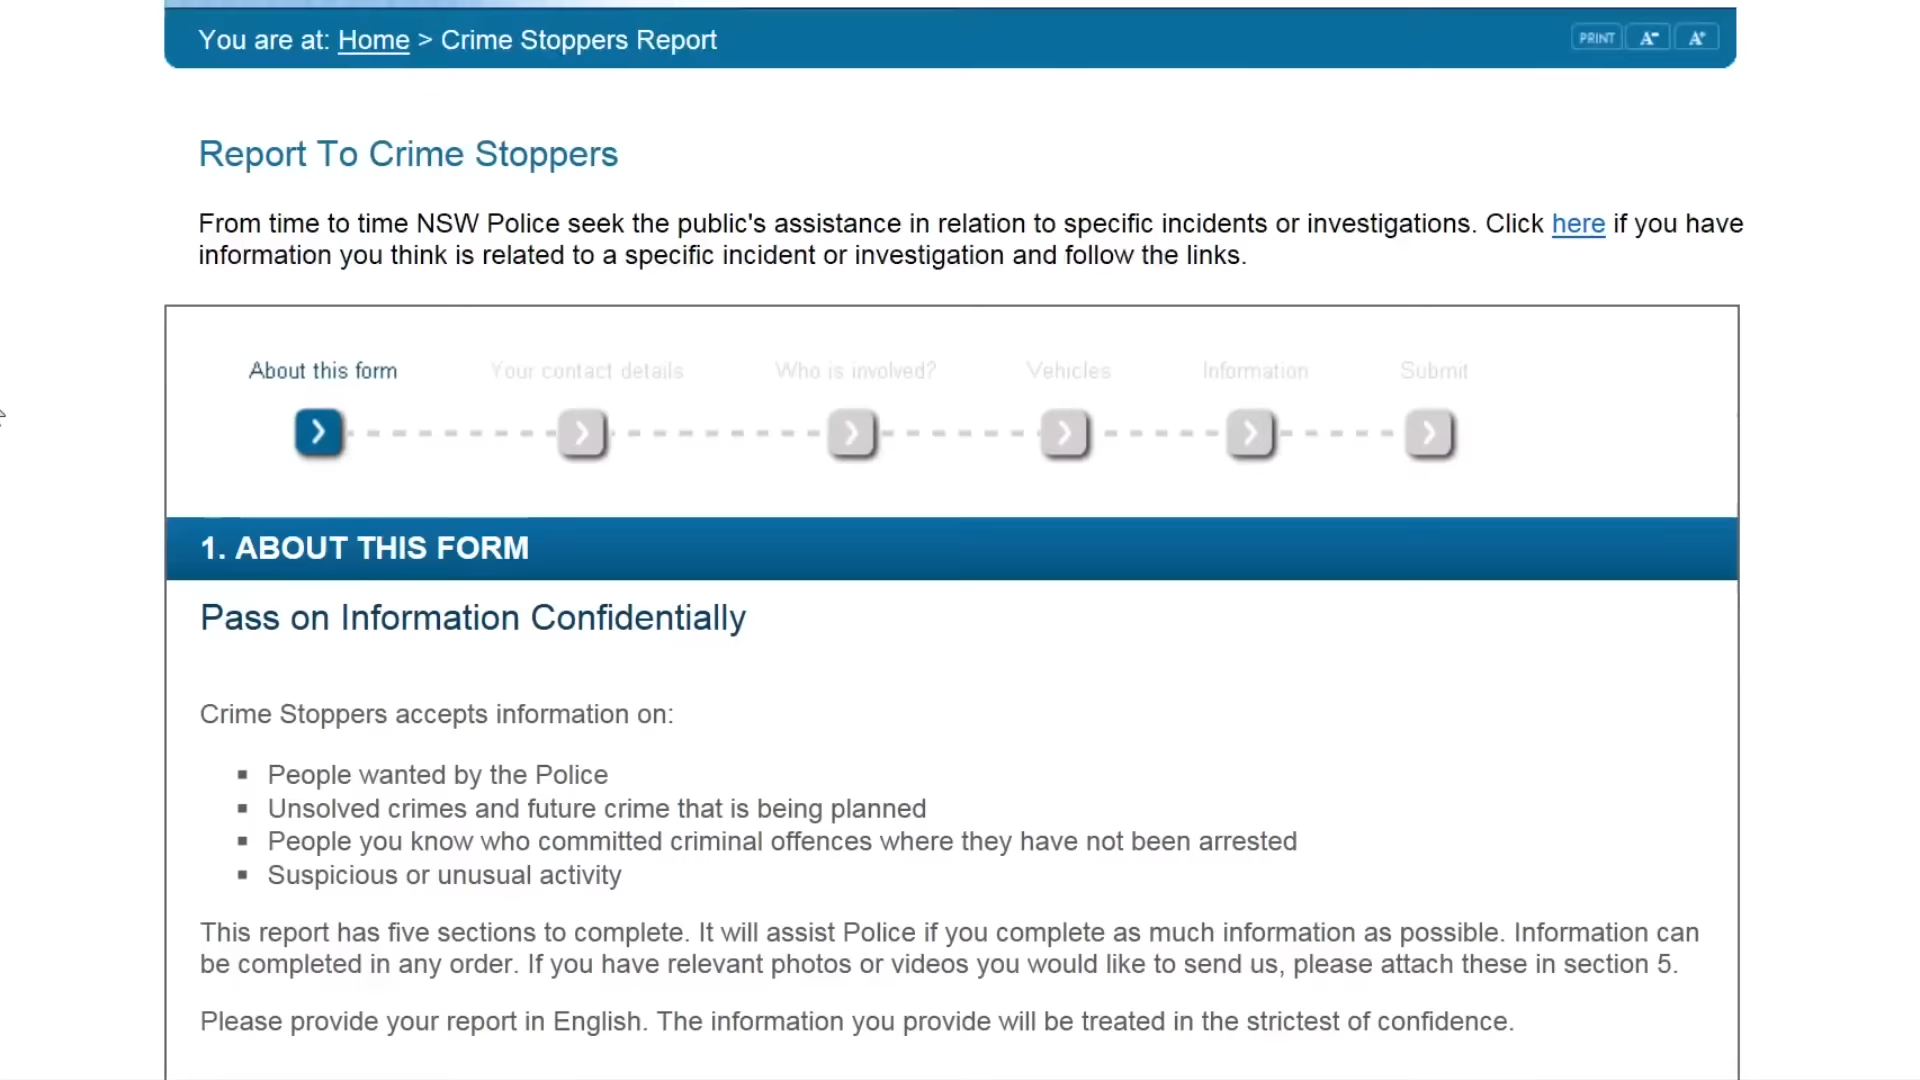 You are at: Home > Crime Stoppers Report
PRINT A- A+
Report To Crime Stoppers
From time to time NSW Police seek the public's assistance in relation to specific incidents or investigations. Click here if you have
information you think is related to a specific incident or investigation and follow the links.
About this form Your contact details Who is involved? Vehicles Information Submit
1. ABOUT THIS FORM
Pass on Information Confidentially
Crime Stoppers accepts information on:
People wanted by the Police
Unsolved crimes and future crime that is being planned
People you know who committed criminal offences where they have not been arrested
Suspicious or unusual activity
This report has five sections to complete. It will assist Police if you complete as much information as possible. Information can
be completed in any order. If you have relevant photos or videos you would like to send us, please attach these in section 5.
Please provide your report in English. The information you provide will be treated in the strictest of confidence.